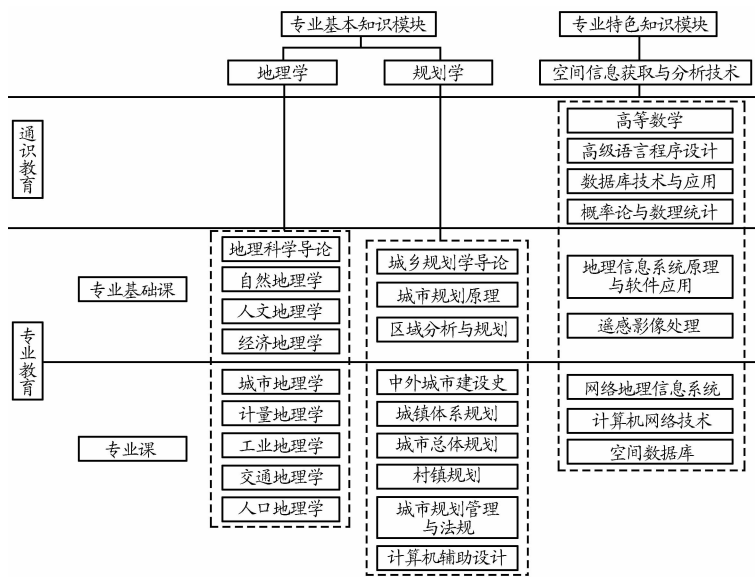 专业基本知识模块
专业特色知识模块
地理学
规划学
空间信息获取与分析技术
通识教育
高等数学
高级语言程序设计
数据库技术与应用
概率论与数理统计
专业教育
专业基础课
地理科学导论
自然地理学
人文地理学
经济地理学
城乡规划学导论
城市规划原理
区域分析与规划
地理信息系统原理
与软件应用
遥感影像处理
专业课
城市地理学
计量地理学
工业地理学
交通地理学
人口地理学
中外城市建设史
城镇体系规划
城市总体规划
村镇规划
城市规划管理
与法规
计算机辅助设计
网络地理信息系统
计算机网络技术
空间数据库